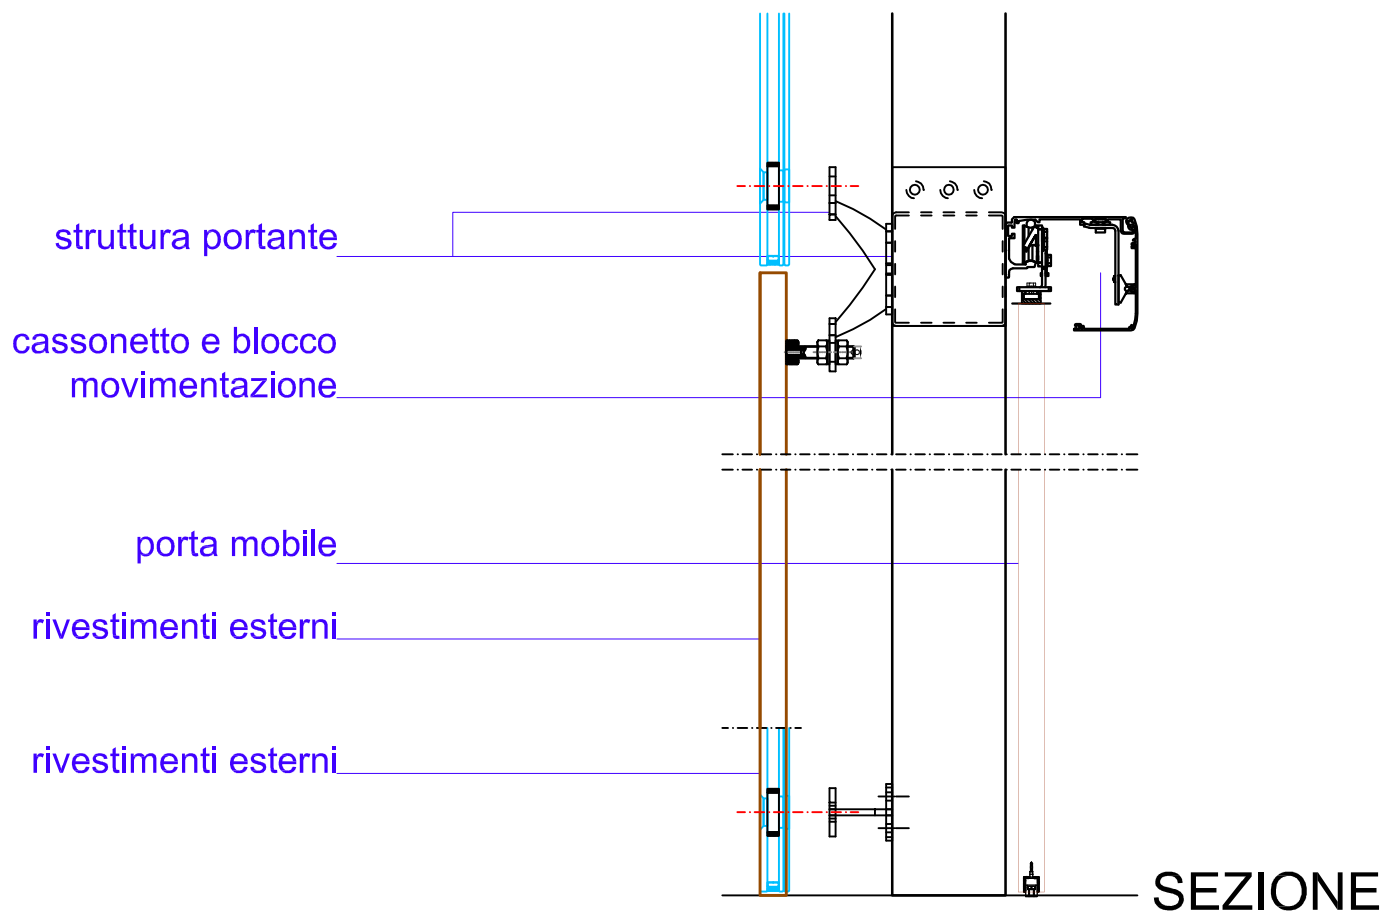 struttura portante
cassonetto e blocco
movimentazione
porta mobile
rivestimenti esterni
rivestimenti esterni
SEZIONE